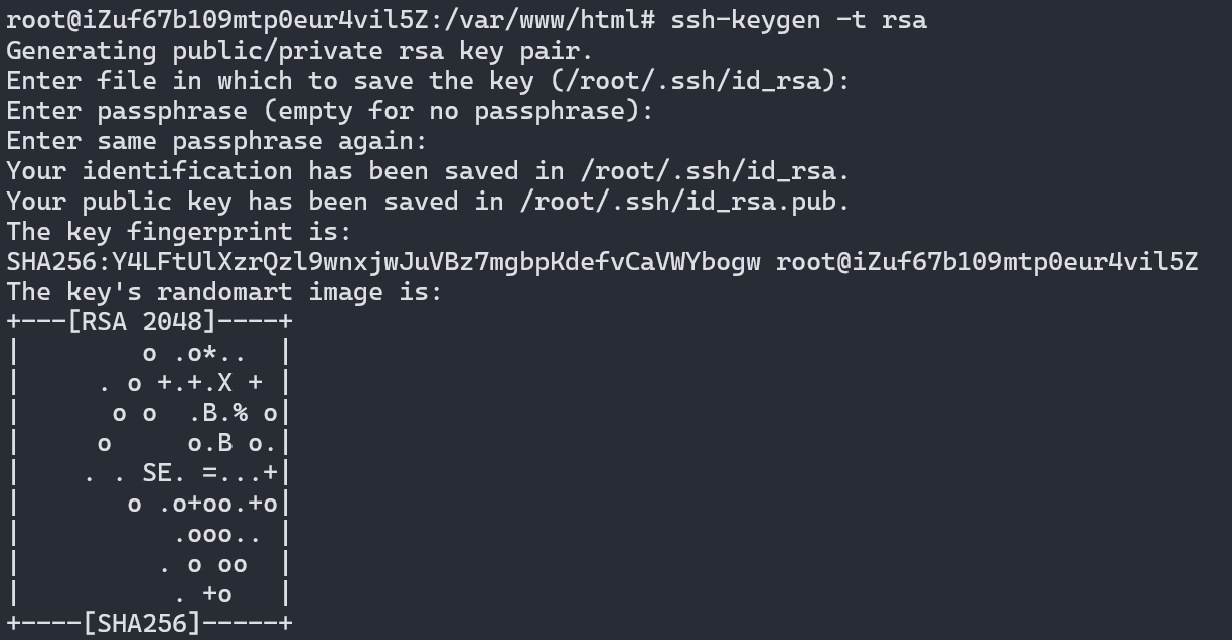 root@iZuf67b109mtp0eur4vil5Z:/var/www/html# ssh-keygen -t rsa
Generating public/private rsa key pair.
Enter file in which to save the key (/root/.ssh/id_rsa):
Enter passphrase (empty for no passphrase):
Enter same passphrase again:
Your identification has been saved in /root/.ssh/id_rsa.
Your public key has been saved in /root/.ssh/id_rsa.pub.
The key fingerprint is:
SHA256:Y4LFtUlXzrQzl9wnxjwJuVBz7mgbpKdefvCaVWYbogw root@iZuf67b109mtp0eur4vil5Z
The key's randomart image is:
+---[RSA 2048]----+
|        o .o*..  |
|     . o +.+.X + |
|      o o  .B.% o|
|     o     o.B o.|
|    . . SE. =...+|
|       o .o+oo.+o|
|          .ooo.. |
|         . o oo  |
|          . +o   |
+----[SHA256]-----+